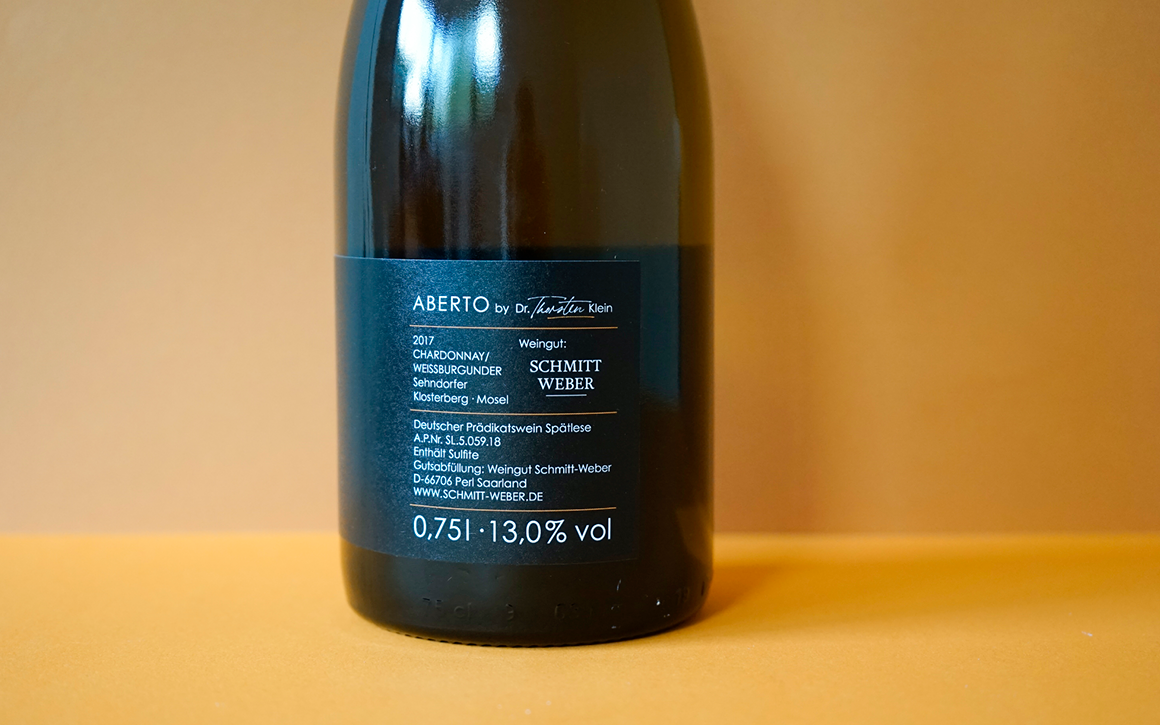 ABERTO by Dr. Thorsten Klein
2017
CHARDONNAY/
WEISSBURGUNDER
Sehndorfer
Klosterberg · Mosel
Weingut:
SCHMITT
WEBER
Deutscher Prädikatswein Spätlese
A.P.Nr. SL.5.059.18
Enthält Sulfite
Gutsabfüllung: Weingut Schmitt-Weber
D-66706 Perl Saarland
WWW.SCHMITT-WEBER.DE
0,75l · 13,0% vol
75 cl